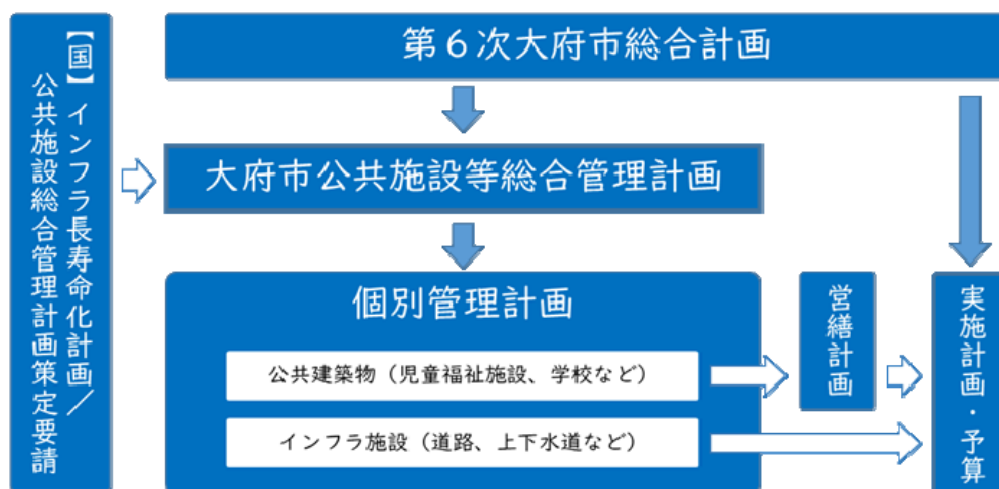 【国】インフラ長寿命化計画／
公共施設総合管理計画策定要請
第６次大府市総合計画
大府市公共施設等総合管理計画
個別管理計画
公共建築物（児童福祉施設、学校など）
インフラ施設（道路、上下水道など）
営繕計画
実施計画・予算